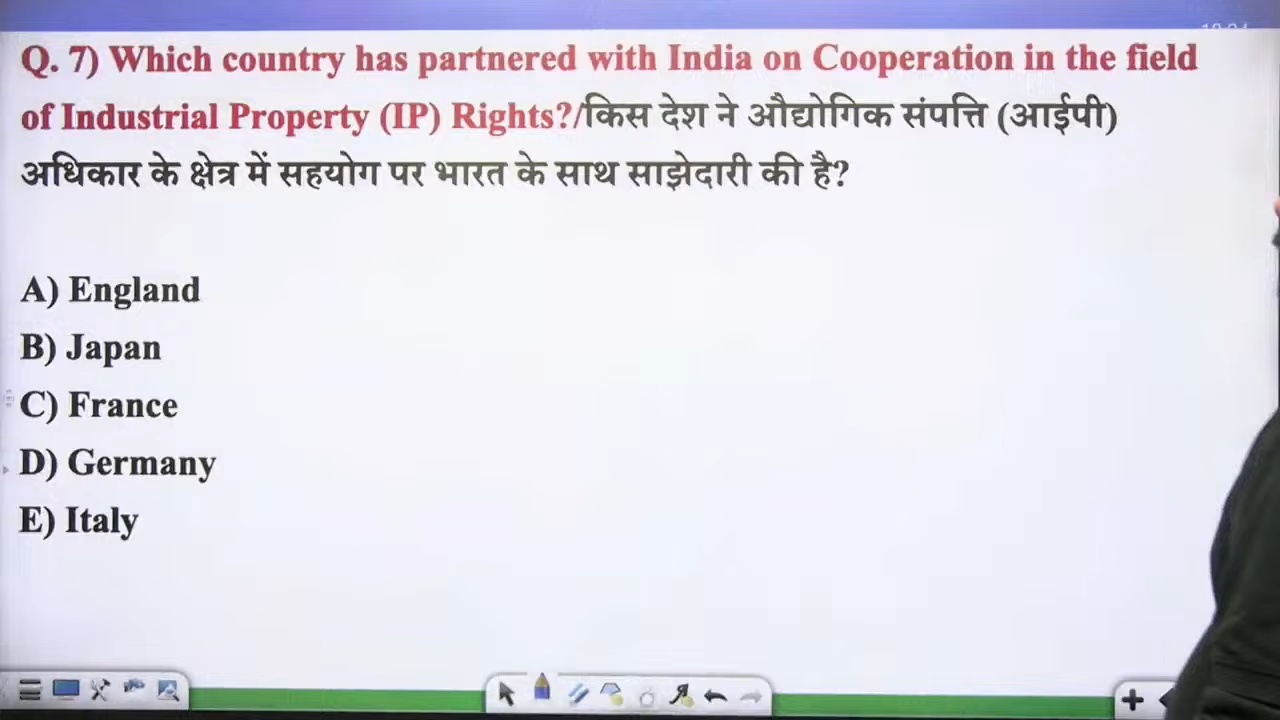 Q. 7) Which country has partnered with India on Cooperation in the field
of Industrial Property (IP) Rights?/किस देश ने औद्योगिक संपत्ति (आईपी)
अधिकार के क्षेत्र में सहयोग पर भारत के साथ साझेदारी की है?
A) England
B) Japan
C) France
D) Germany
E) Italy